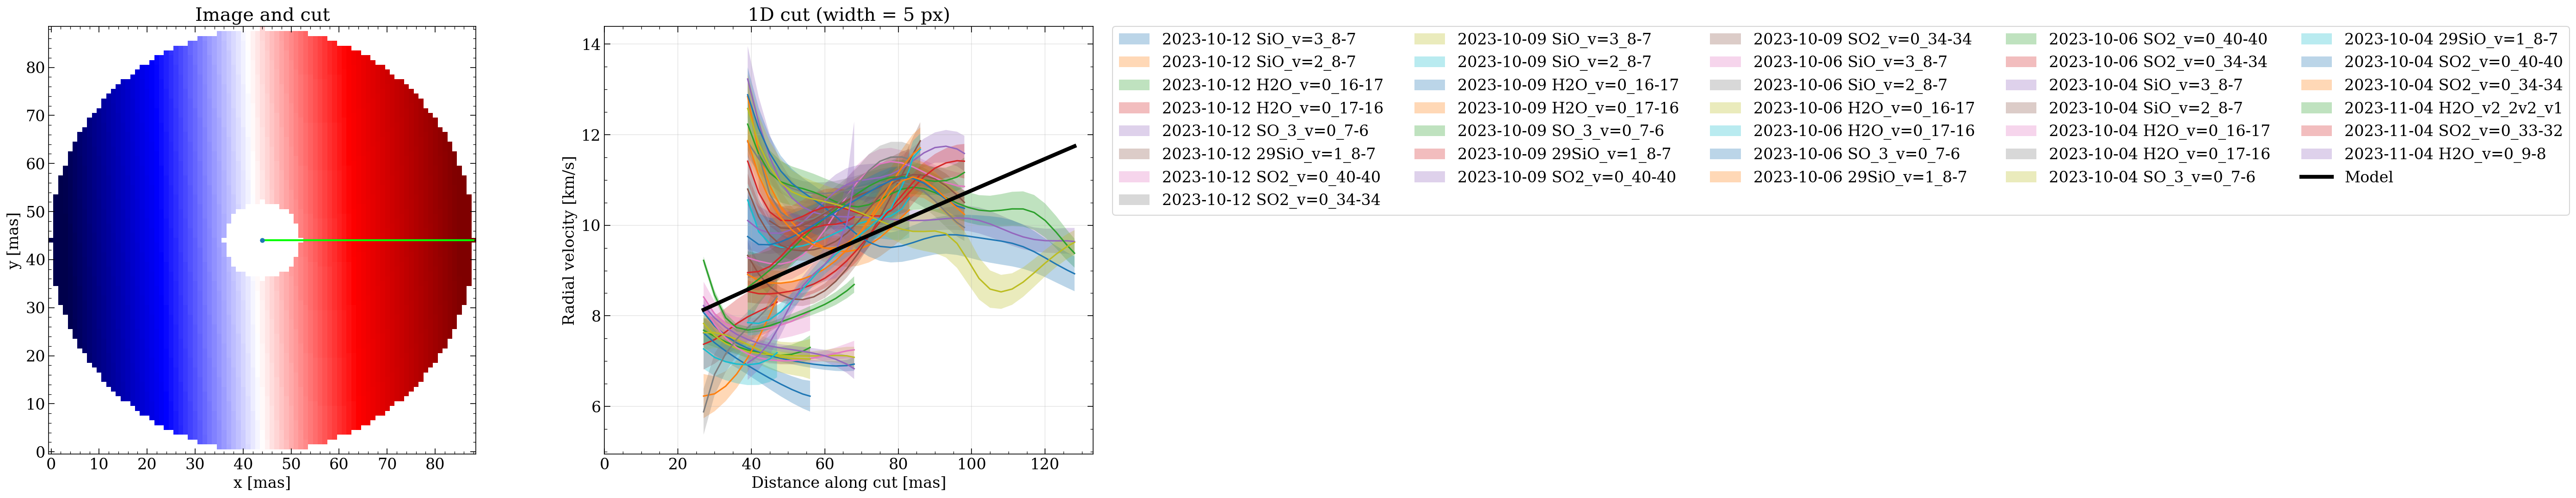 Image and cut
80
70
60
50
40
30
20
10
0
y [mas]
0 10 20 30 40 50 60 70 80
x [mas]
1D cut (width = 5 px)
14
12
10
8
6
Radial velocity [km/s]
0 20 40 60 80 100 120
Distance along cut [mas]
2023-10-12 SiO_v=3_8-7
2023-10-12 SiO_v=2_8-7
2023-10-12 H2O_v=0_16-17
2023-10-12 H2O_v=0_17-16
2023-10-12 SO_3_v=0_7-6
2023-10-12 29SiO_v=1_8-7
2023-10-12 SO2_v=0_40-40
2023-10-12 SO2_v=0_34-34
2023-10-09 SiO_v=3_8-7
2023-10-09 SiO_v=2_8-7
2023-10-09 H2O_v=0_16-17
2023-10-09 H2O_v=0_17-16
2023-10-09 SO_3_v=0_7-6
2023-10-09 29SiO_v=1_8-7
2023-10-09 SO2_v=0_40-40
2023-10-09 SO2_v=0_34-34
2023-10-06 SiO_v=3_8-7
2023-10-06 SiO_v=2_8-7
2023-10-06 H2O_v=0_16-17
2023-10-06 H2O_v=0_17-16
2023-10-06 SO_3_v=0_7-6
2023-10-06 29SiO_v=1_8-7
2023-10-06 SO2_v=0_40-40
2023-10-06 SO2_v=0_34-34
2023-10-04 SiO_v=3_8-7
2023-10-04 SiO_v=2_8-7
2023-10-04 H2O_v=0_16-17
2023-10-04 H2O_v=0_17-16
2023-10-04 SO_3_v=0_7-6
2023-10-04 29SiO_v=1_8-7
2023-10-04 SO2_v=0_40-40
2023-10-04 SO2_v=0_34-34
2023-11-04 H2O_v2_2v2_v1
2023-11-04 SO2_v=0_33-32
2023-11-04 H2O_v=0_9-8
Model